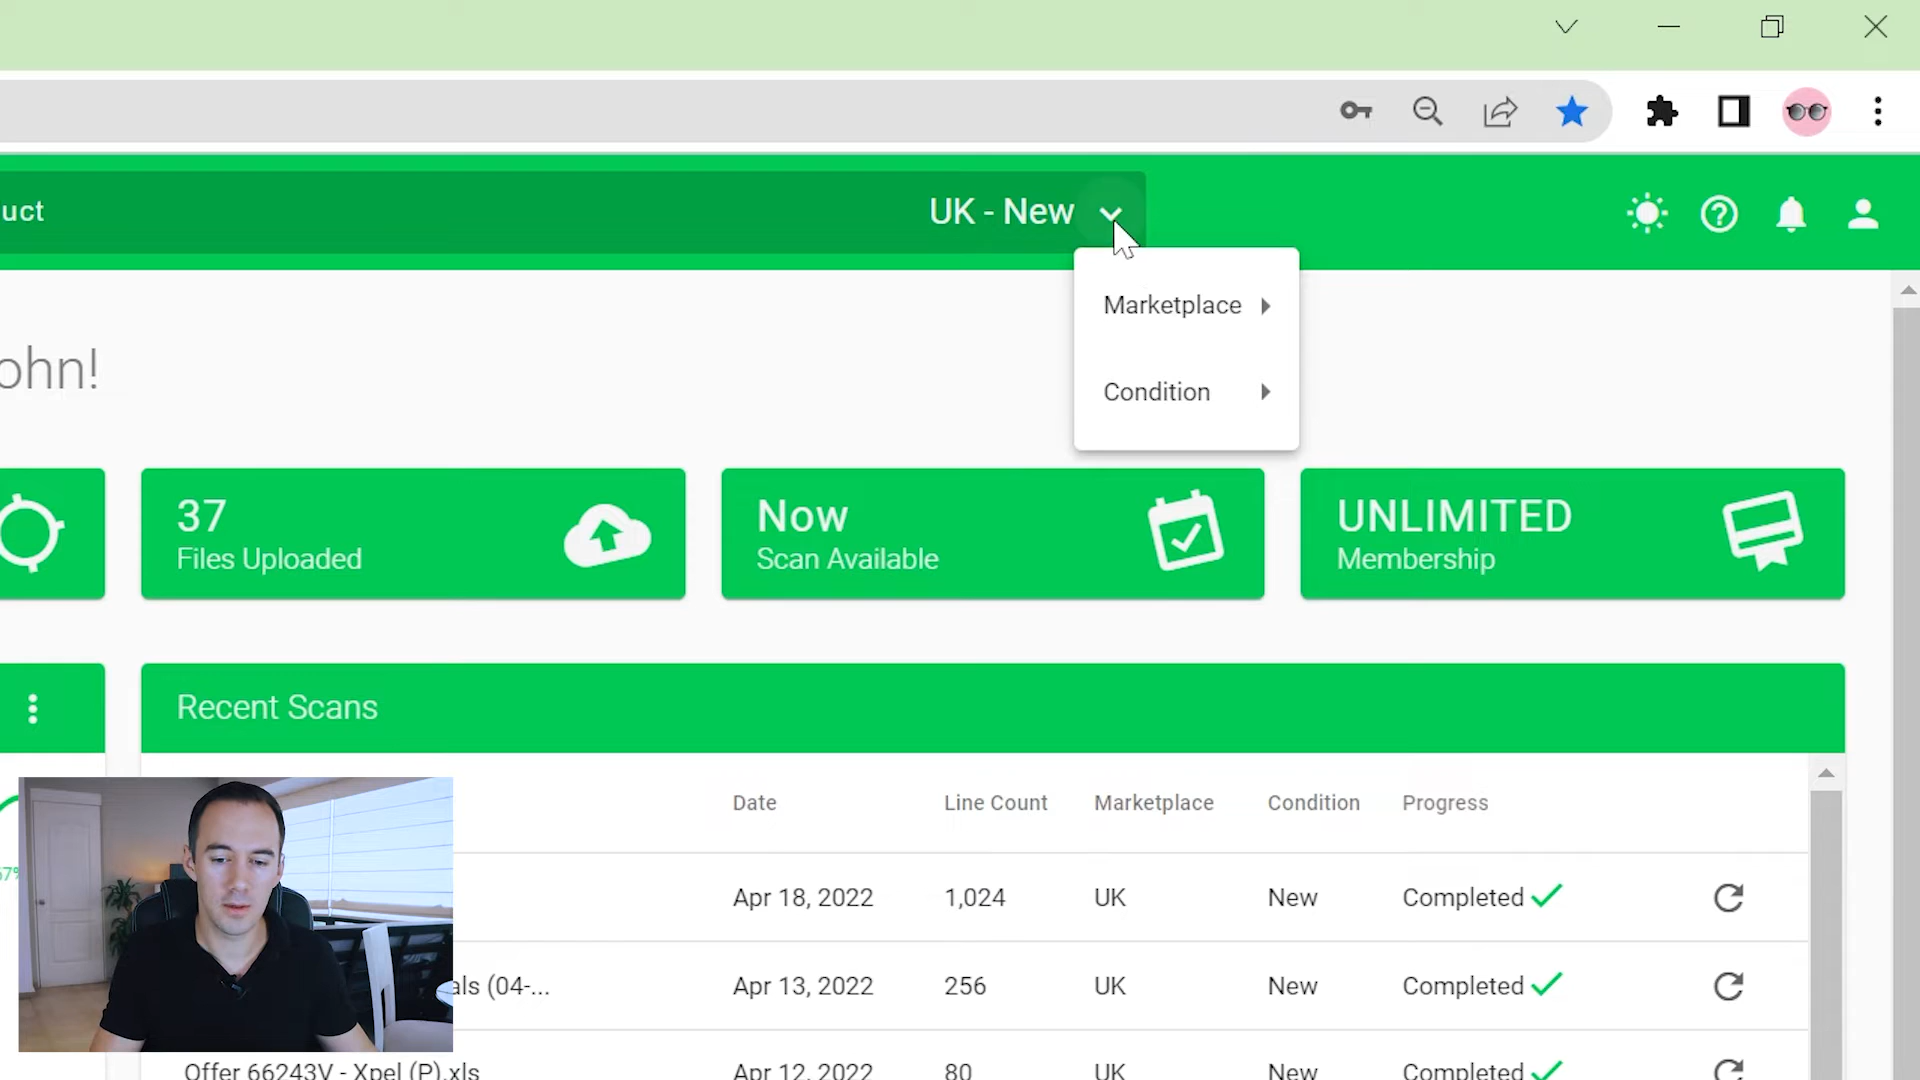 uct
UK - New
Marketplace
Condition
ohn!
37
Files Uploaded
Now
Scan Available
UNLIMITED
Membership
Recent Scans
Date Line Count Marketplace Condition Progress
67%
Apr 18, 2022 1,024 UK New Completed
als (04-... Apr 13, 2022 256 UK New Completed
Offer 66243V - Xpel (P).xls Apr 12, 2022 80 UK New Completed